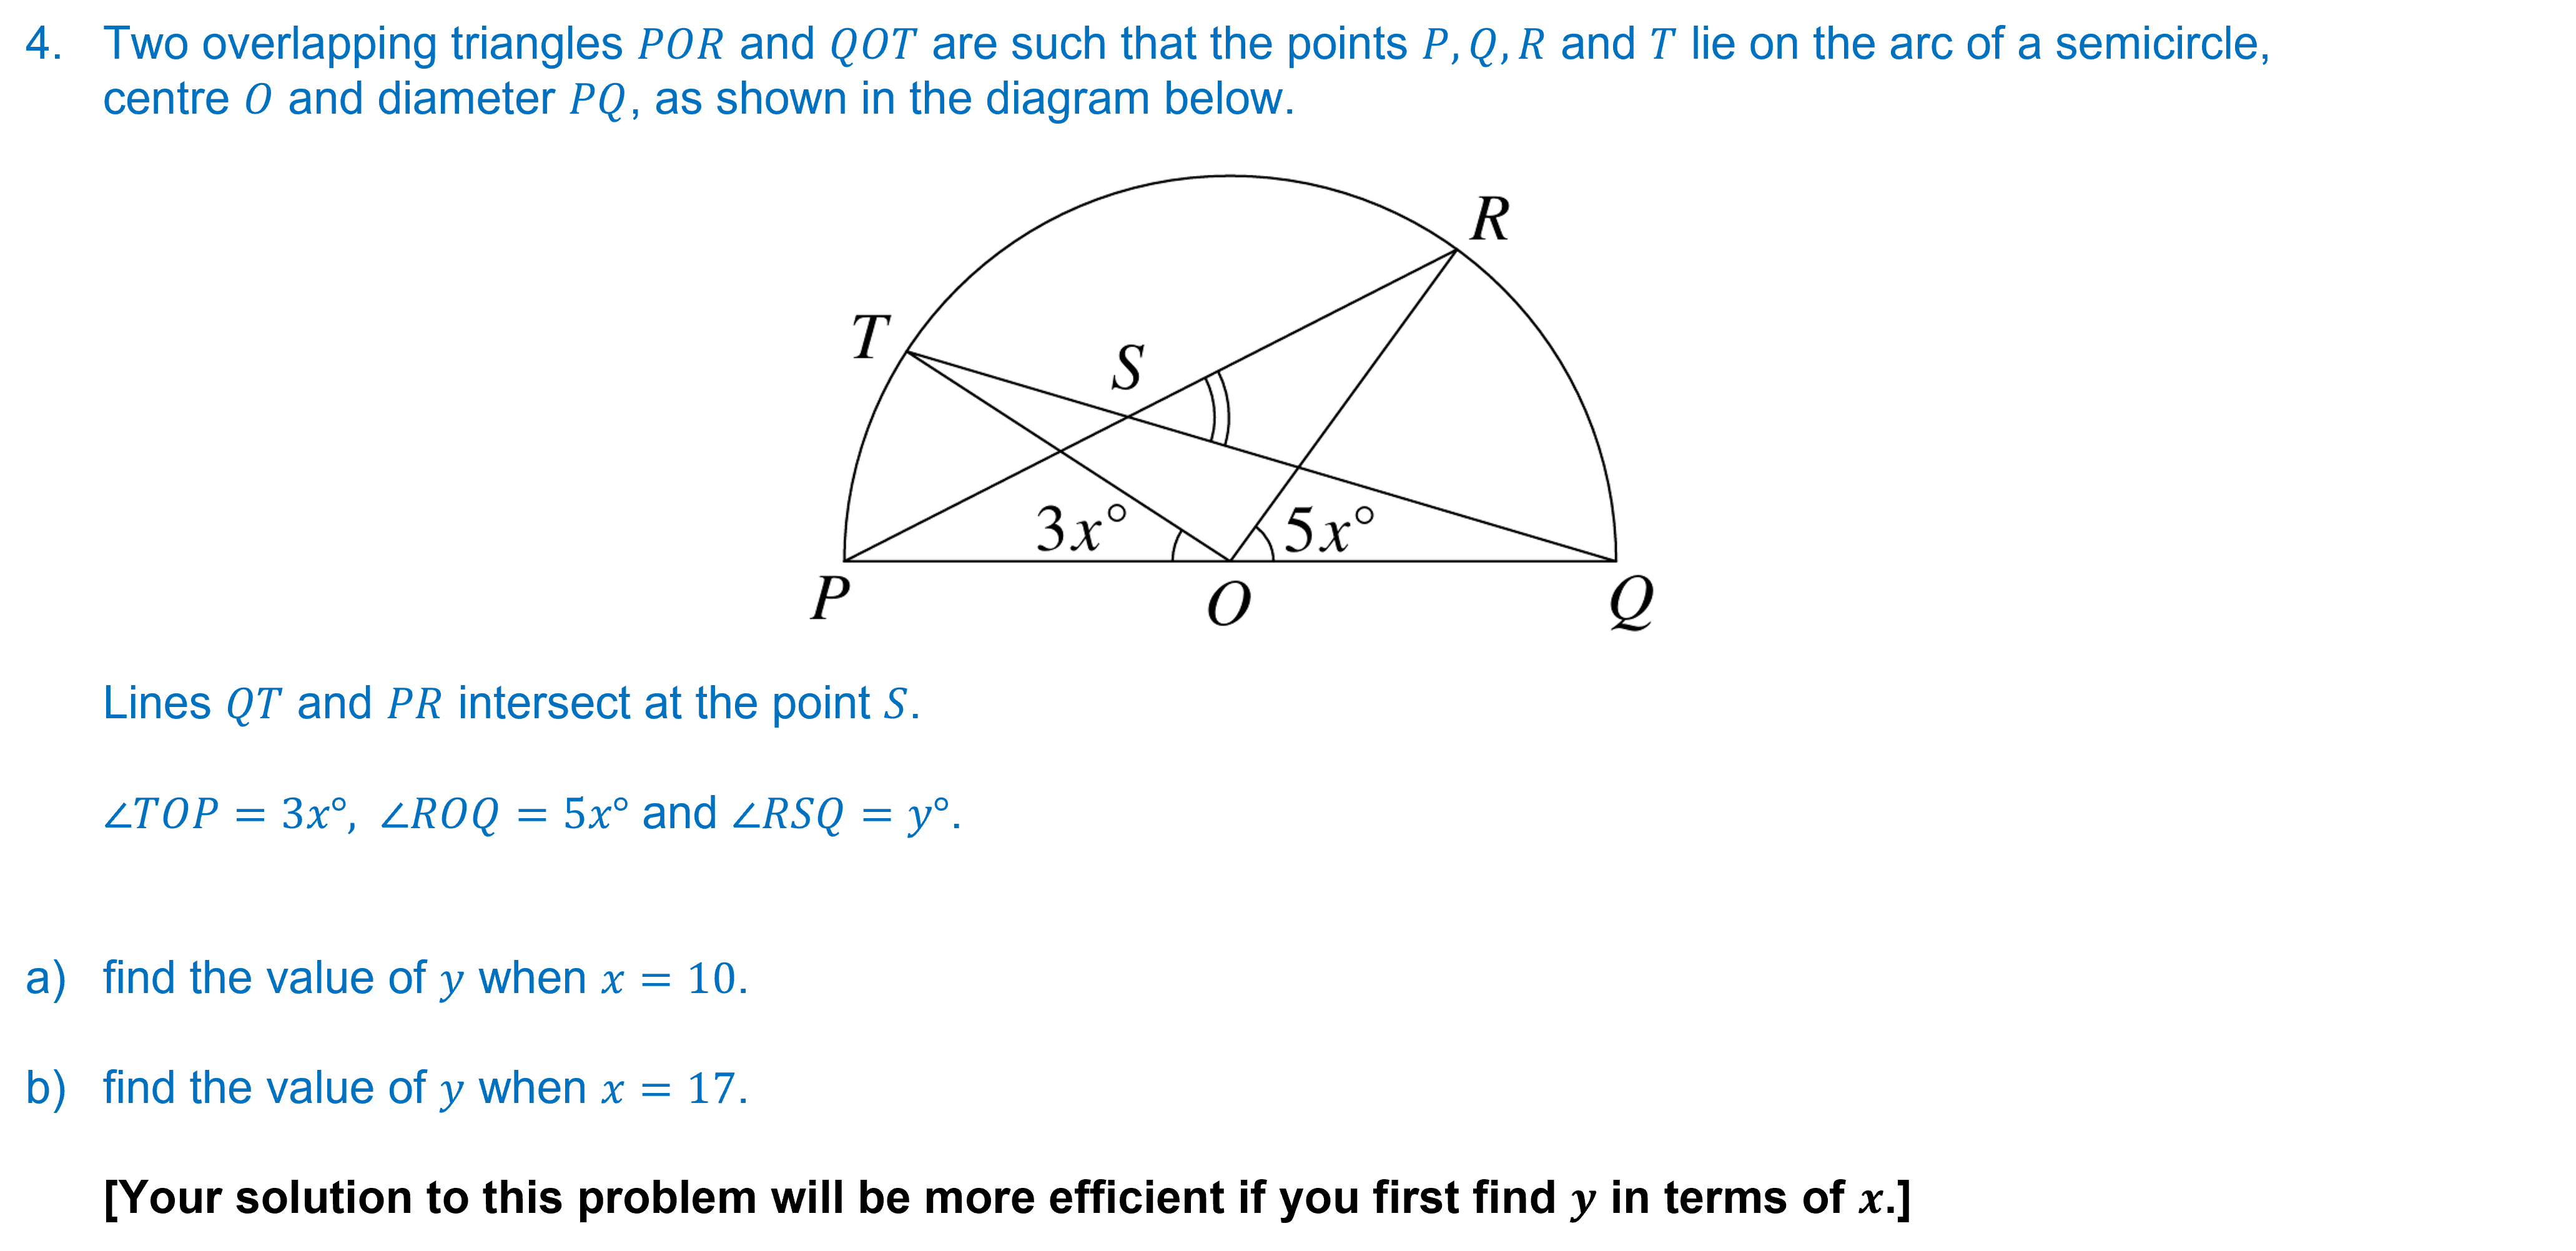 4. Two overlapping triangles POR and QOT are such that the points P, Q, R and T lie on the arc of a semicircle,
centre O and diameter PQ, as shown in the diagram below.
R
T
S
3x°
5x°
P
O
Q
Lines QT and PR intersect at the point S.
∠TOP = 3x°, ∠ROQ = 5x° and ∠RSQ = y°.
a) find the value of y when x = 10.
b) find the value of y when x = 17.
[Your solution to this problem will be more efficient if you first find y in terms of x.]